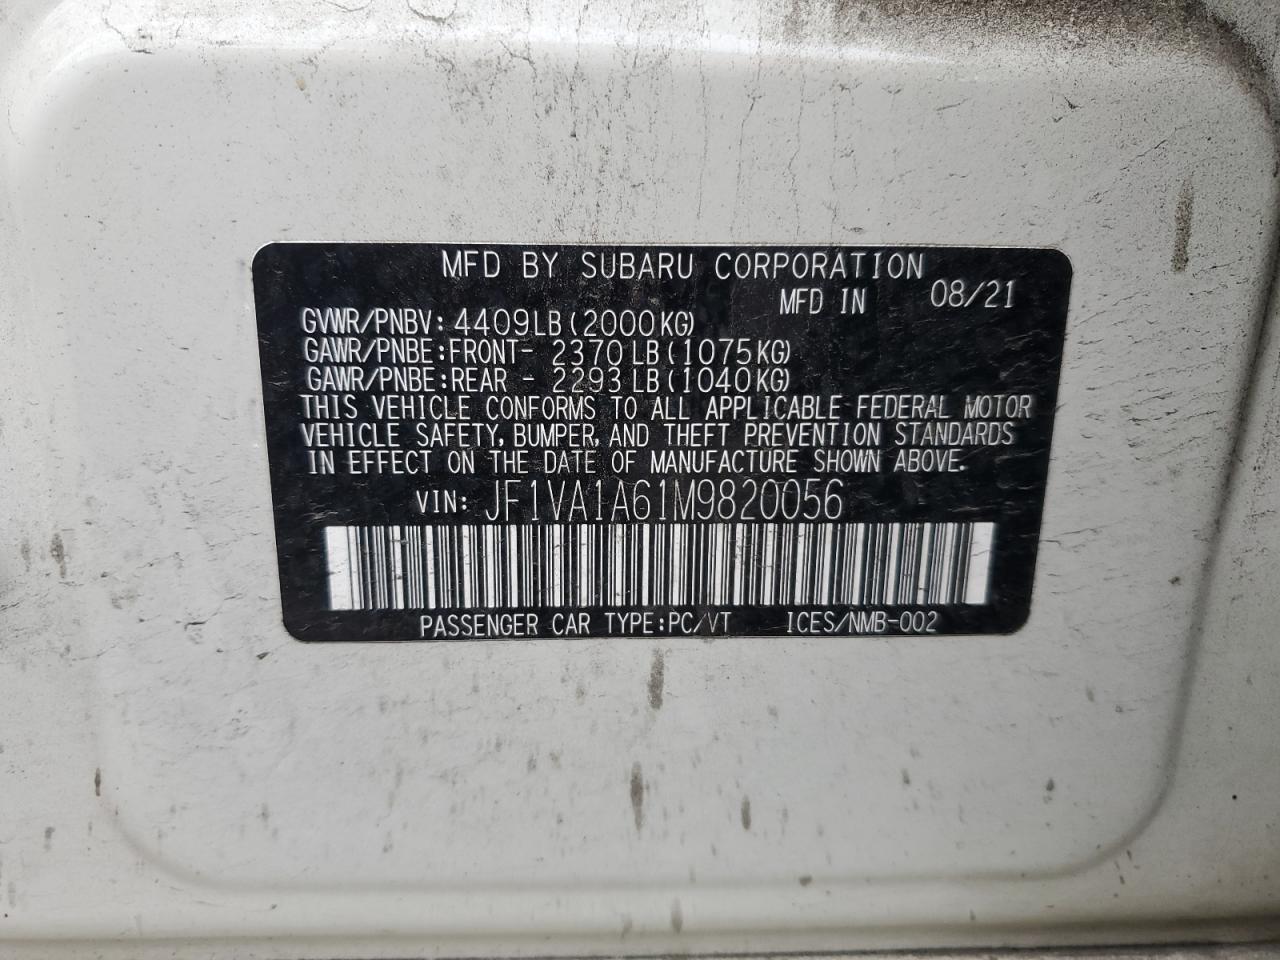 MFD BY SUBARU CORPORATION
MFD IN 08/21
GVWR/PNBV: 4409LB(2000KG)
GAWR/PNBE:FRONT- 2370LB(1075KG)
GAWR/PNBE:REAR - 2293LB(1040KG)
THIS VEHICLE CONFORMS TO ALL APPLICABLE FEDERAL MOTOR
VEHICLE SAFETY, BUMPER, AND THEFT PREVENTION STANDARDS
IN EFFECT ON THE DATE OF MANUFACTURE SHOWN ABOVE.
VIN: JF1VA1A61M9820056
PASSENGER CAR TYPE:PC/VT ICES/NMB-002